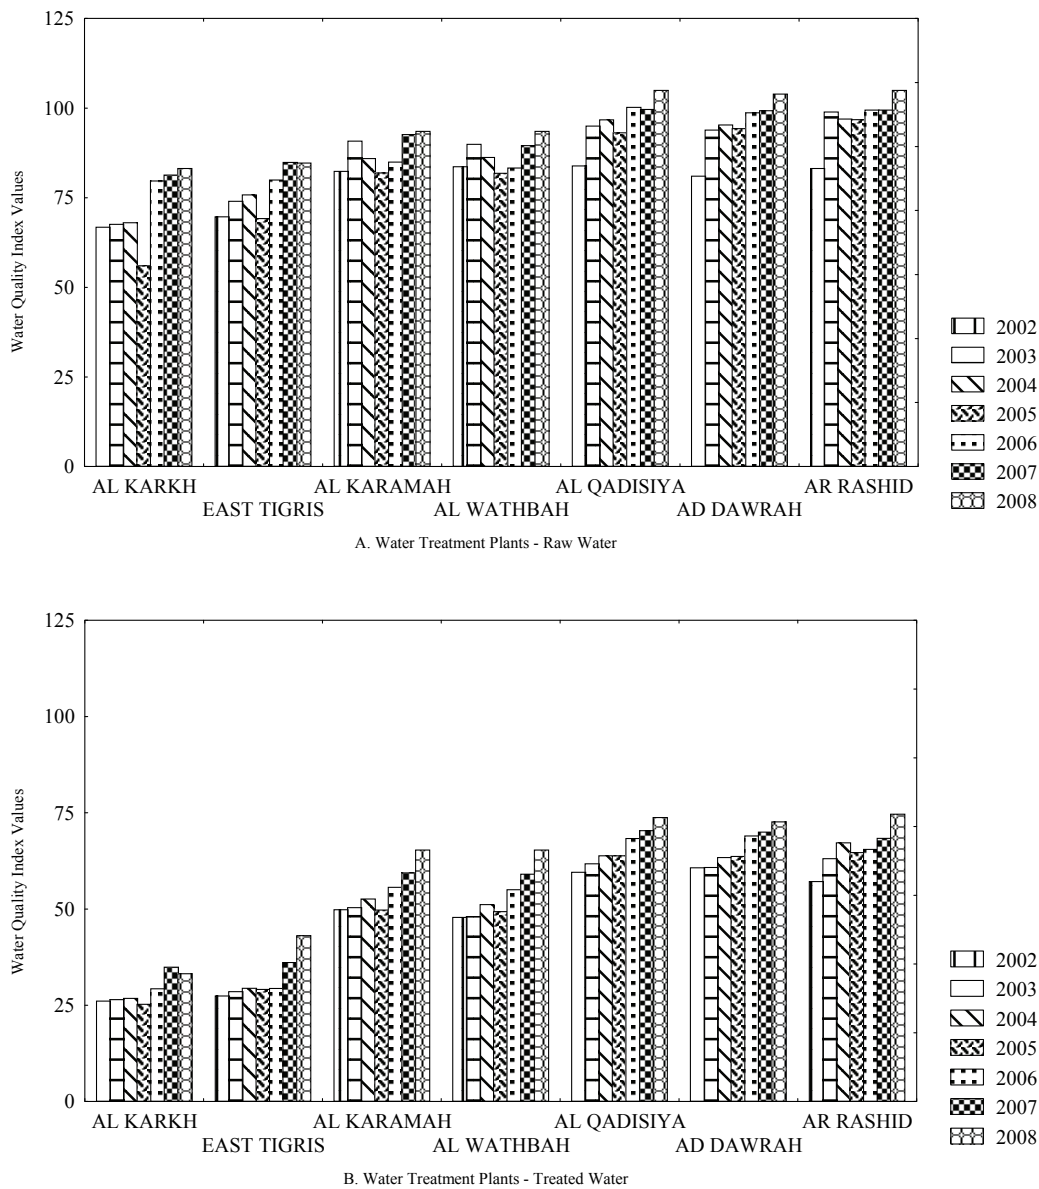 125
100
75
50
25
0
Water Quality Index Values
AL KARKH
AL KARAMAH
AL QADISIYA
AR RASHID
EAST TIGRIS
AL WATHBAH
AD DAWRAH
2002
2003
2004
2005
2006
2007
2008
A. Water Treatment Plants - Raw Water
125
100
75
50
25
0
Water Quality Index Values
AL KARKH
AL KARAMAH
AL QADISIYA
AR RASHID
EAST TIGRIS
AL WATHBAH
AD DAWRAH
2002
2003
2004
2005
2006
2007
2008
B. Water Treatment Plants - Treated Water